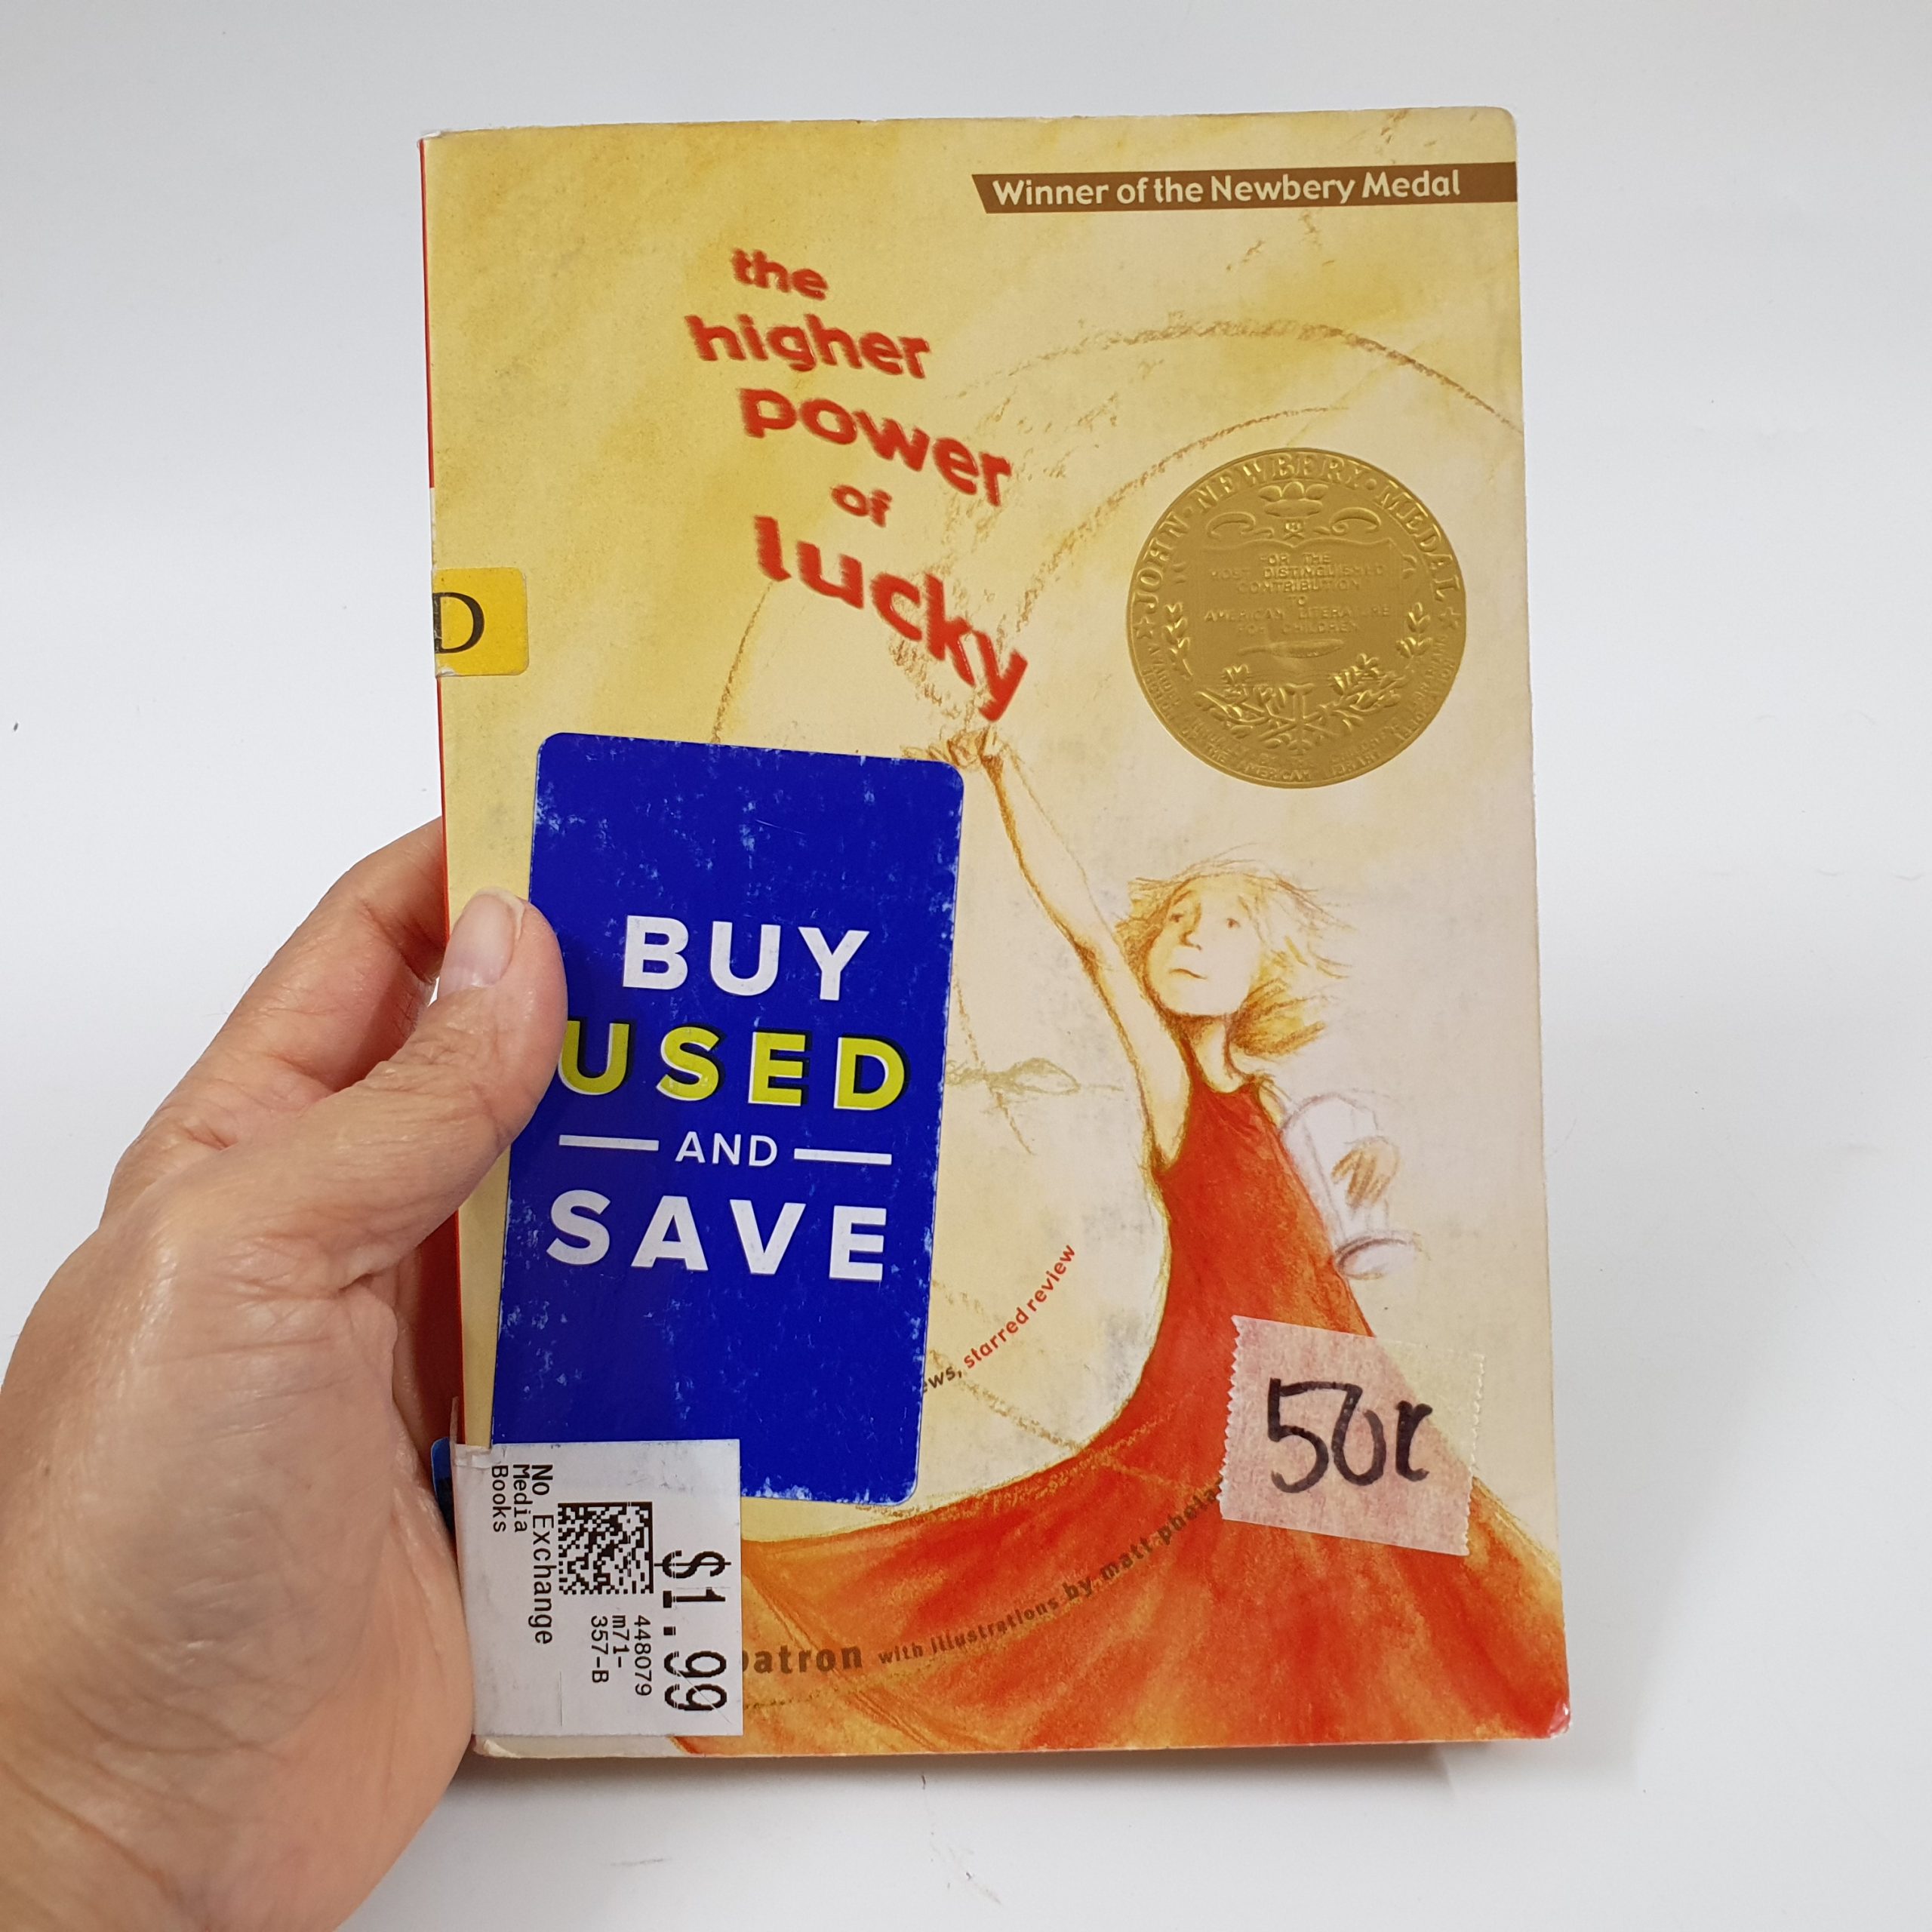 Winner of the Newbery Medal
the
higher
power
of
lucky
JOHN · NEWBERY · MEDAL
FOR THE
MOST DISTINGUISHED
CONTRIBUTION
TO
AMERICAN LITERATURE
FOR CHILDREN
D
BUY
USED
AND
SAVE
ews, starred review
patron with illustrations by matt phela
$1.99
448079
m71-
357-B
No Exchange
Media
Books